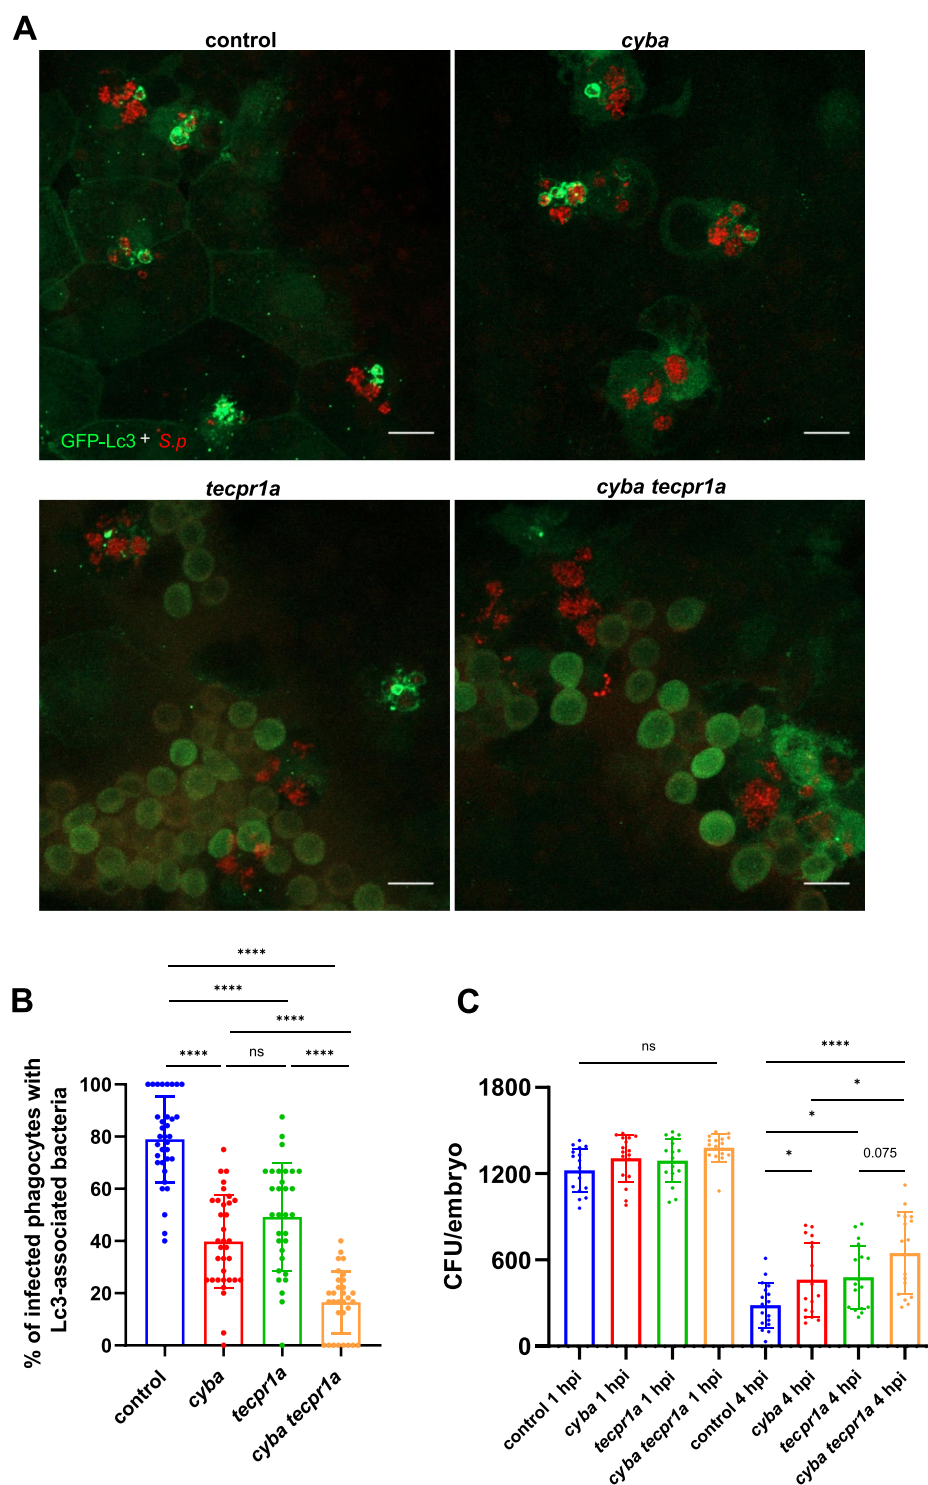 A
control
cyba
GFP-Lc3 + S.p
tecpr1a
cyba tecpr1a
B
****
****
****
****
ns
****
% of infected phagocytes with
Lc3-associated bacteria
100
80
60
40
20
0
control
cyba
tecpr1a
cyba tecpr1a
C
ns
****
*
*
*
0.075
CFU/embryo
1800
1200
600
0
control 1 hpi
cyba 1 hpi
tecpr1a 1 hpi
cyba tecpr1a 1 hpi
control 4 hpi
cyba 4 hpi
tecpr1a 4 hpi
cyba tecpr1a 4 hpi